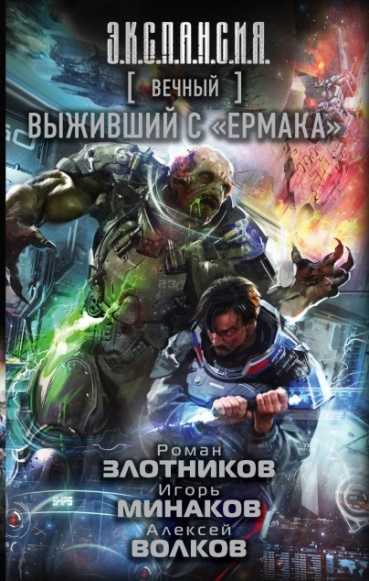 Э.К.С.П.А.Н.С.И.Я.
[ ВЕЧНЫЙ ]
ВЫЖИВШИЙ С «ЕРМАКА»
Роман
ЗЛОТНИКОВ
Игорь
МИНАКОВ
Алексей
ВОЛКОВ